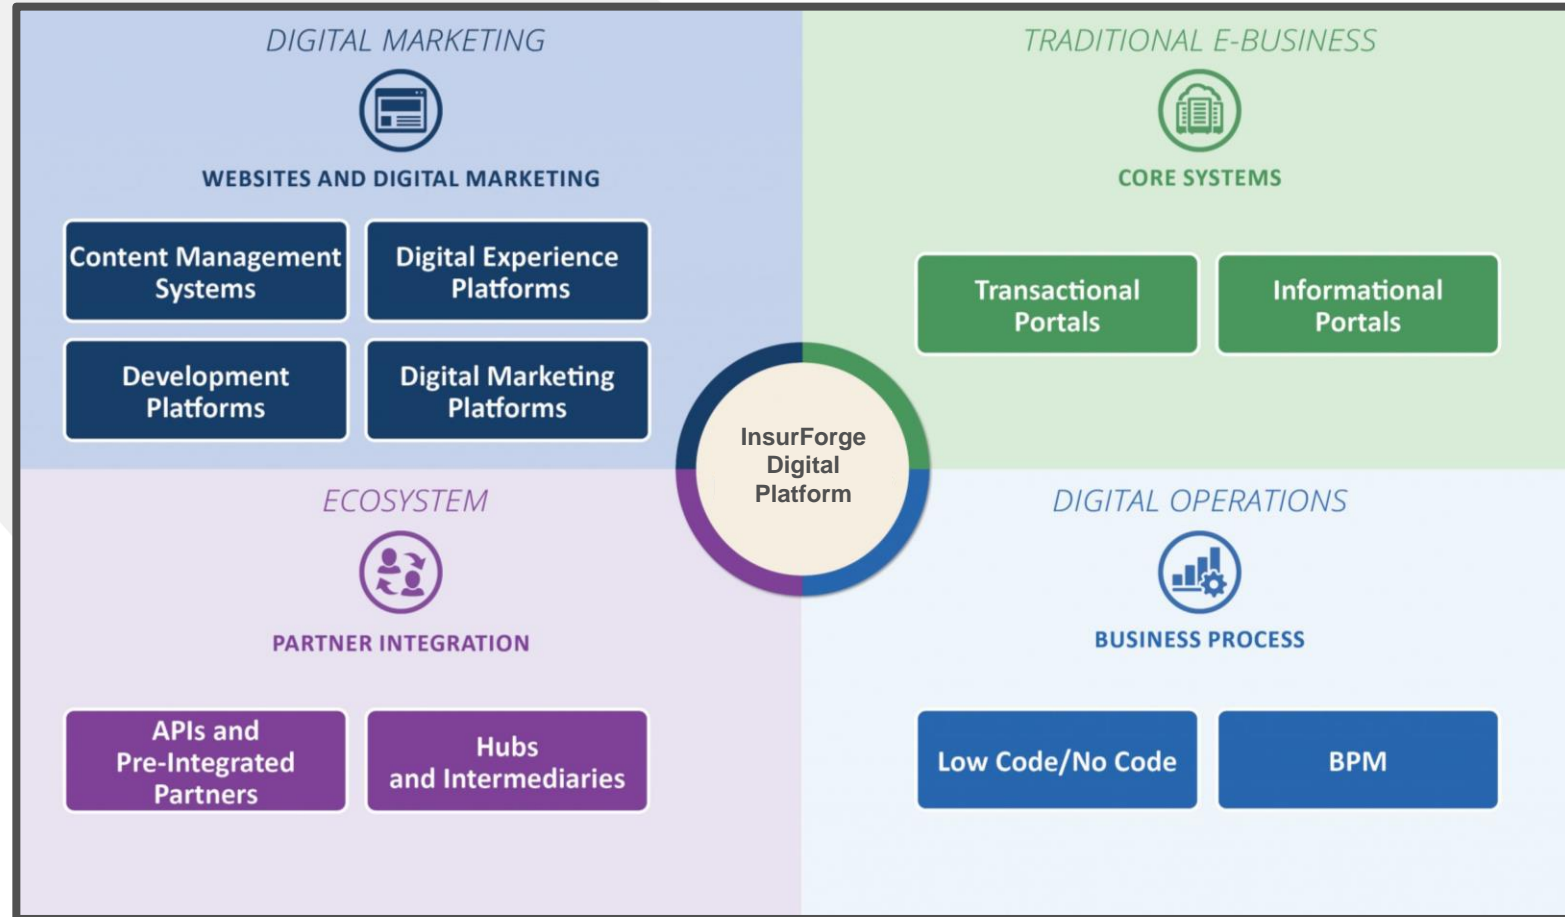 DIGITAL MARKETING
WEBSITES AND DIGITAL MARKETING
Content Management
Systems
Digital Experience
Platforms
Development
Platforms
Digital Marketing
Platforms
TRADITIONAL E-BUSINESS
CORE SYSTEMS
Transactional
Portals
Informational
Portals
InsurForge
Digital
Platform
ECOSYSTEM
PARTNER INTEGRATION
APIs and
Pre-Integrated
Partners
Hubs
and Intermediaries
DIGITAL OPERATIONS
BUSINESS PROCESS
Low Code/No Code
BPM